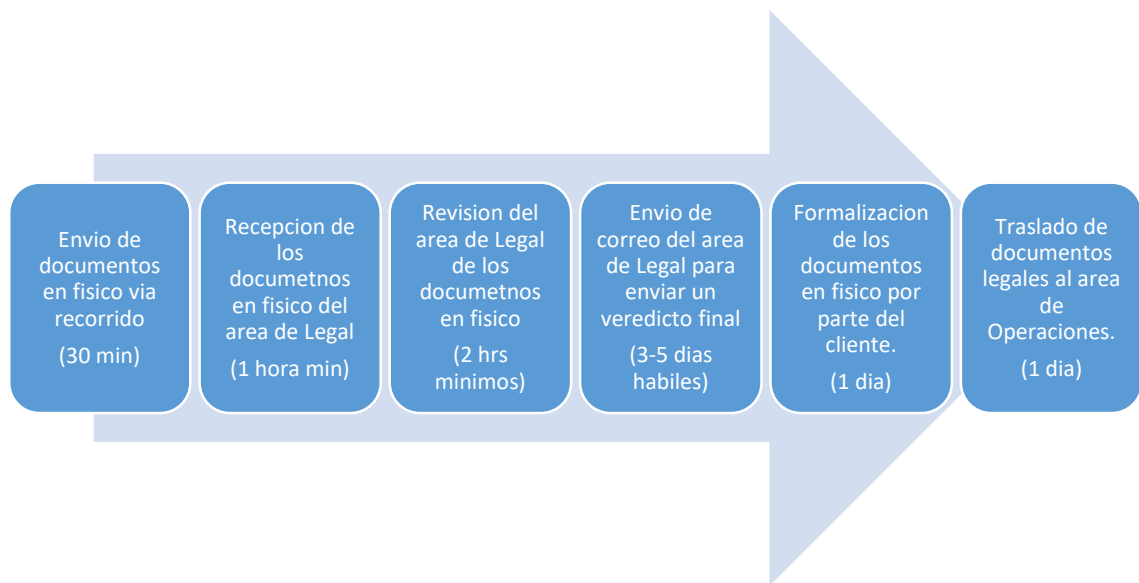 Envio de
documentos
en fisico via
recorrido
(30 min)
Recepcion de
los
documetnos
en fisico del
area de Legal
(1 hora min)
Revision del
area de Legal
de los
documetnos
en fisico
(2 hrs
minimos)
Envio de
correo del area
de Legal para
enviar un
veredicto final
(3-5 dias
habiles)
Formalizacion
de los
documentos
en fisico por
parte del
cliente.
(1 dia)
Traslado de
documentos
legales al area
de
Operaciones.
(1 dia)